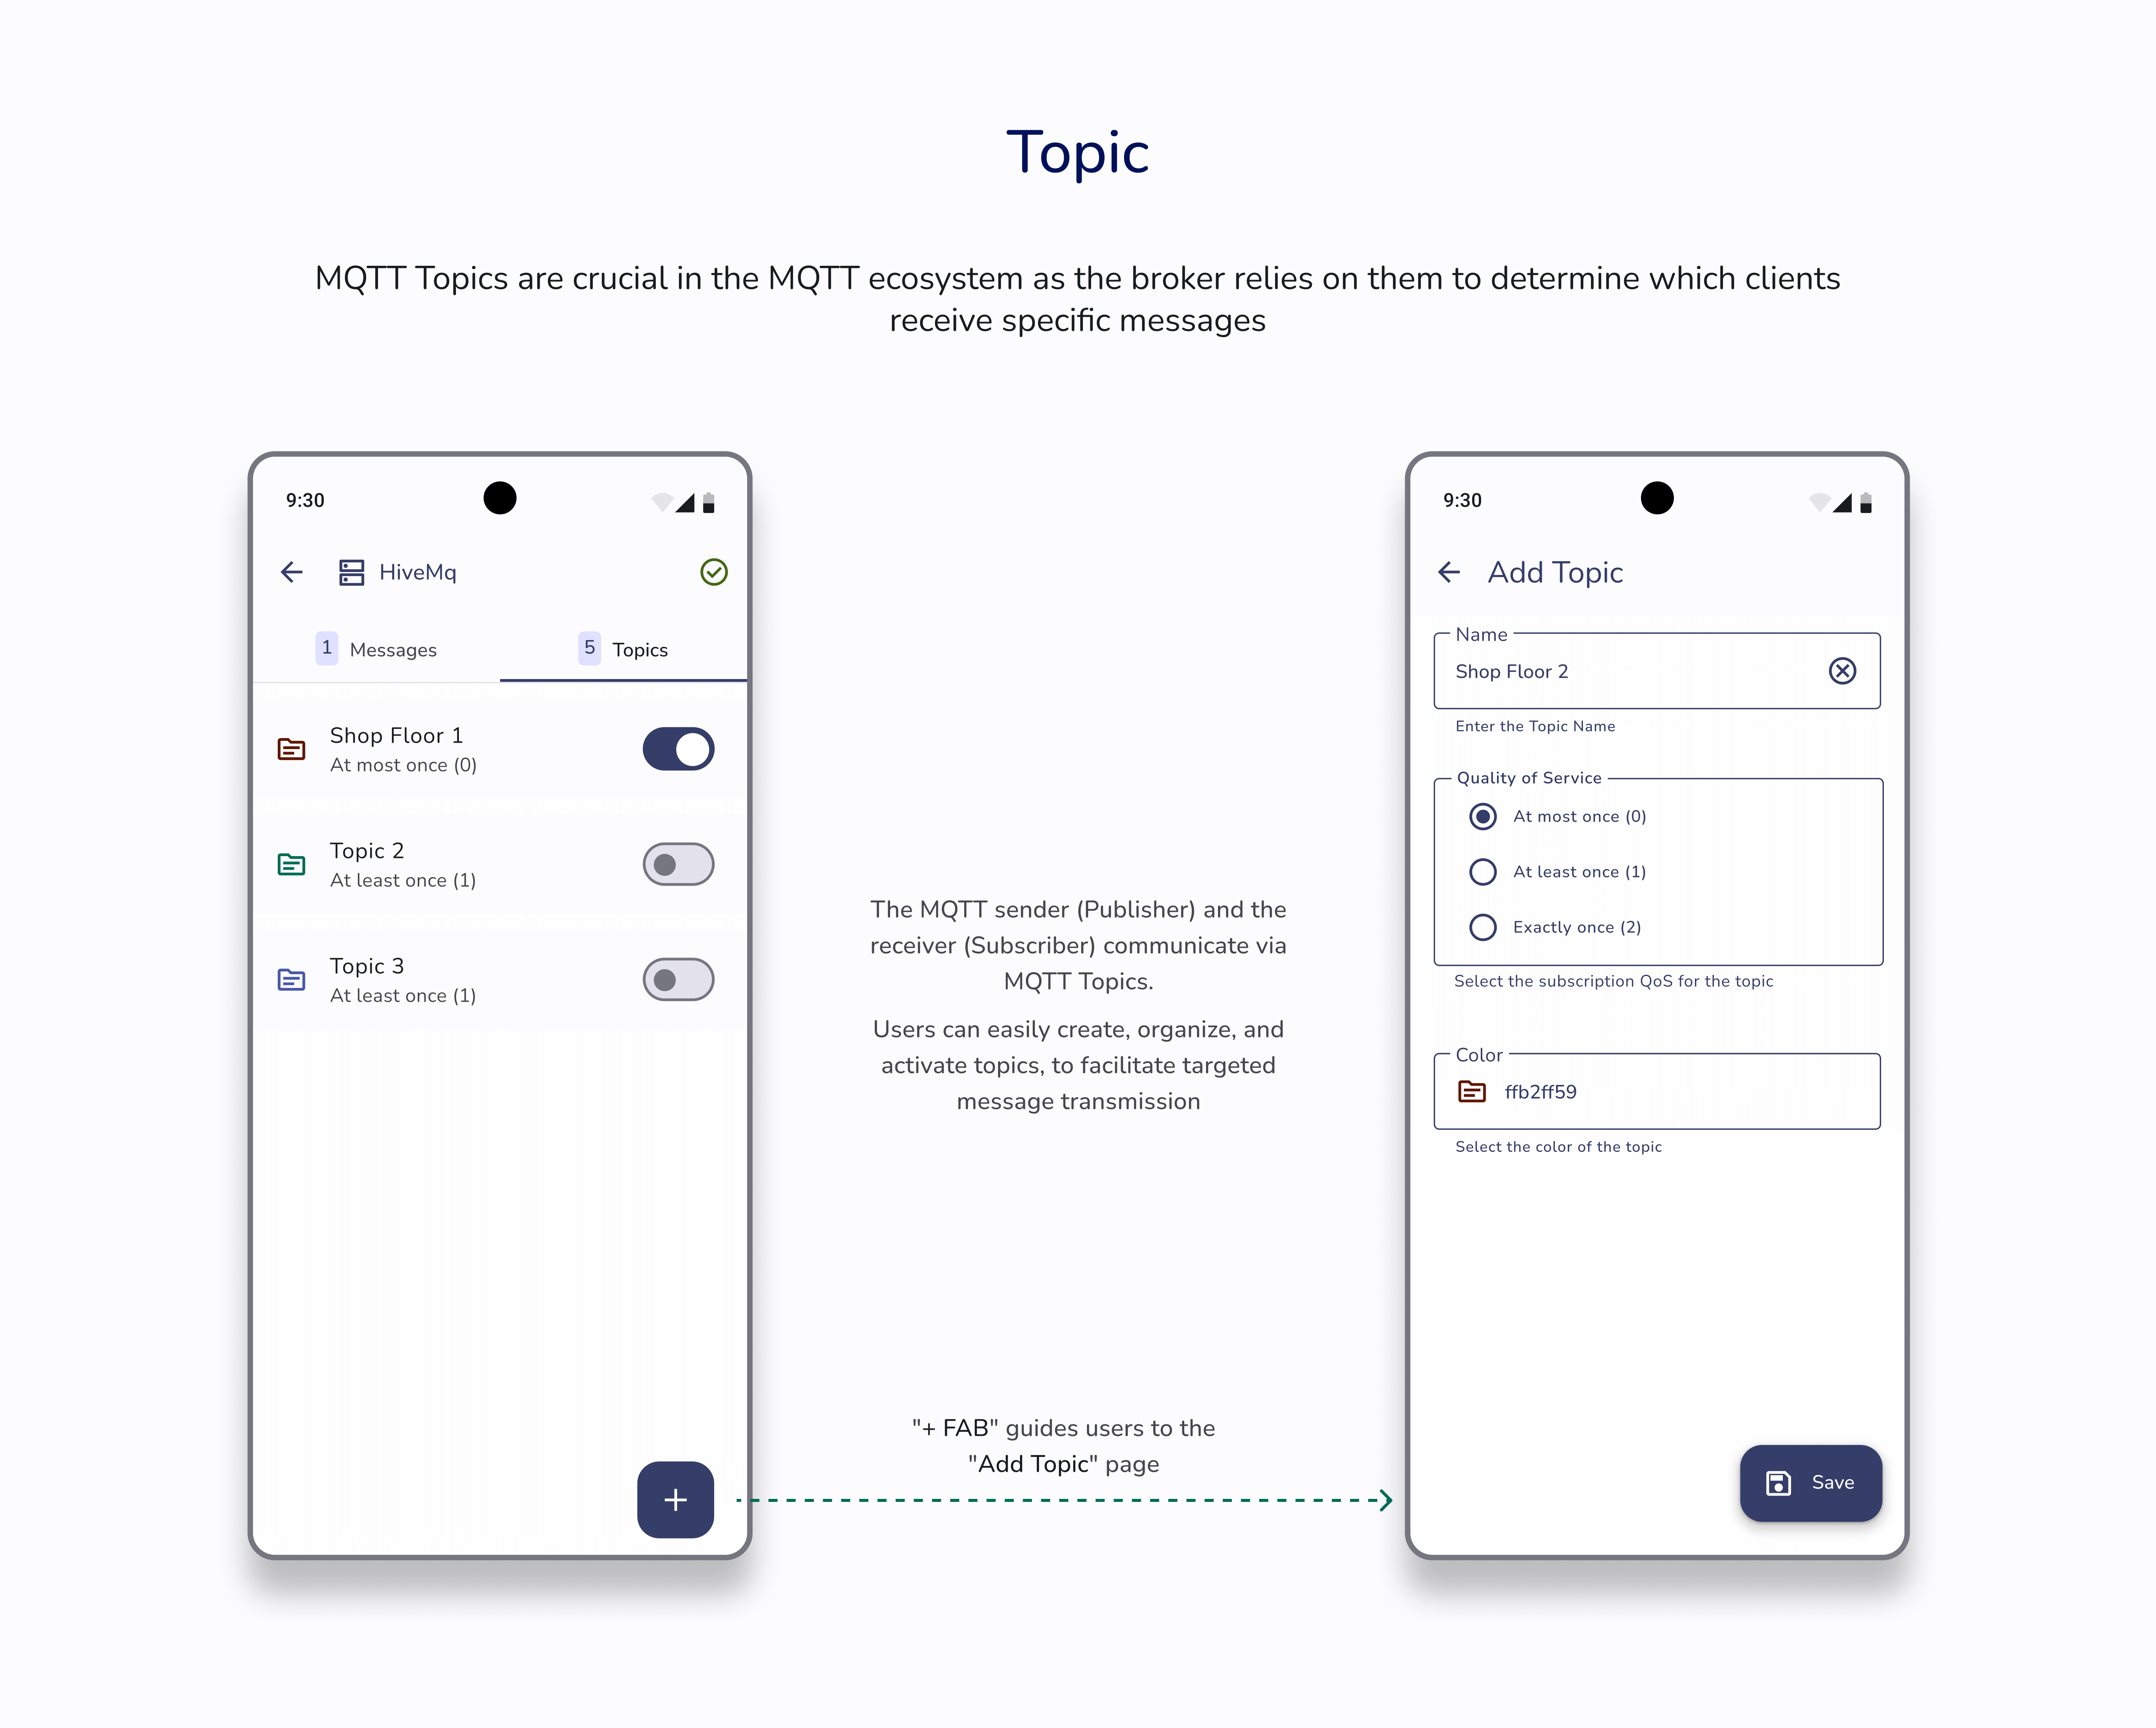 Topic
MQTT Topics are crucial in the MQTT ecosystem as the broker relies on them to determine which clients
receive specific messages
9:30
HiveMq
1 Messages
5 Topics
Shop Floor 1
At most once (0)
Topic 2
At least once (1)
Topic 3
At least once (1)
The MQTT sender (Publisher) and the
receiver (Subscriber) communicate via
MQTT Topics.
Users can easily create, organize, and
activate topics, to facilitate targeted
message transmission
"+ FAB" guides users to the
"Add Topic" page
9:30
Add Topic
Name
Shop Floor 2
Enter the Topic Name
Quality of Service
At most once (0)
At least once (1)
Exactly once (2)
Select the subscription QoS for the topic
Color
ffb2ff59
Select the color of the topic
Save